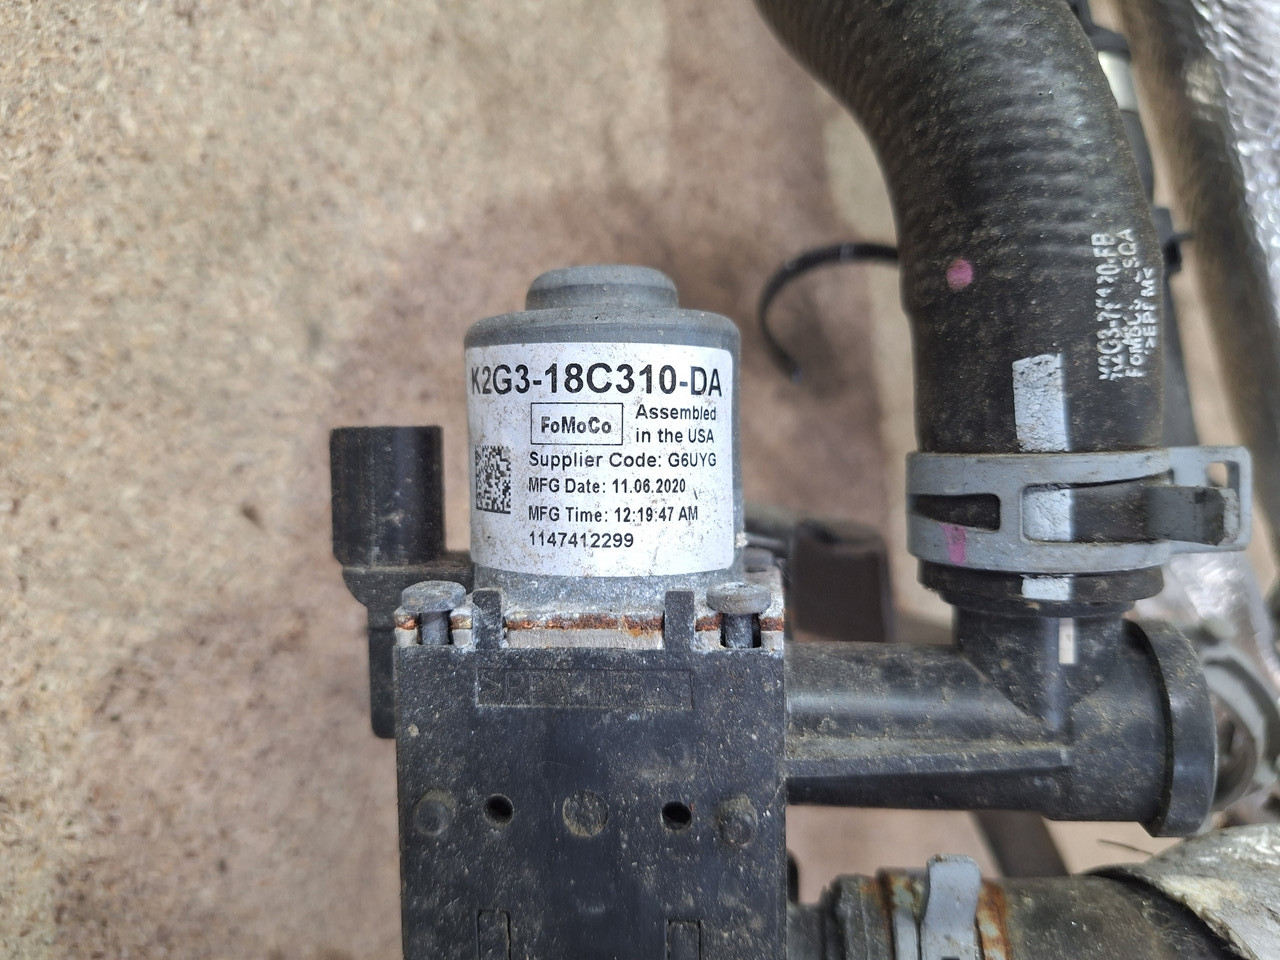 K2G3-18C310-DA
FoMoCo
Assembled
in the USA
Supplier Code: G6UYG
MFG Date: 11.06.2020
MFG Time: 12:19:47 AM
1147412299